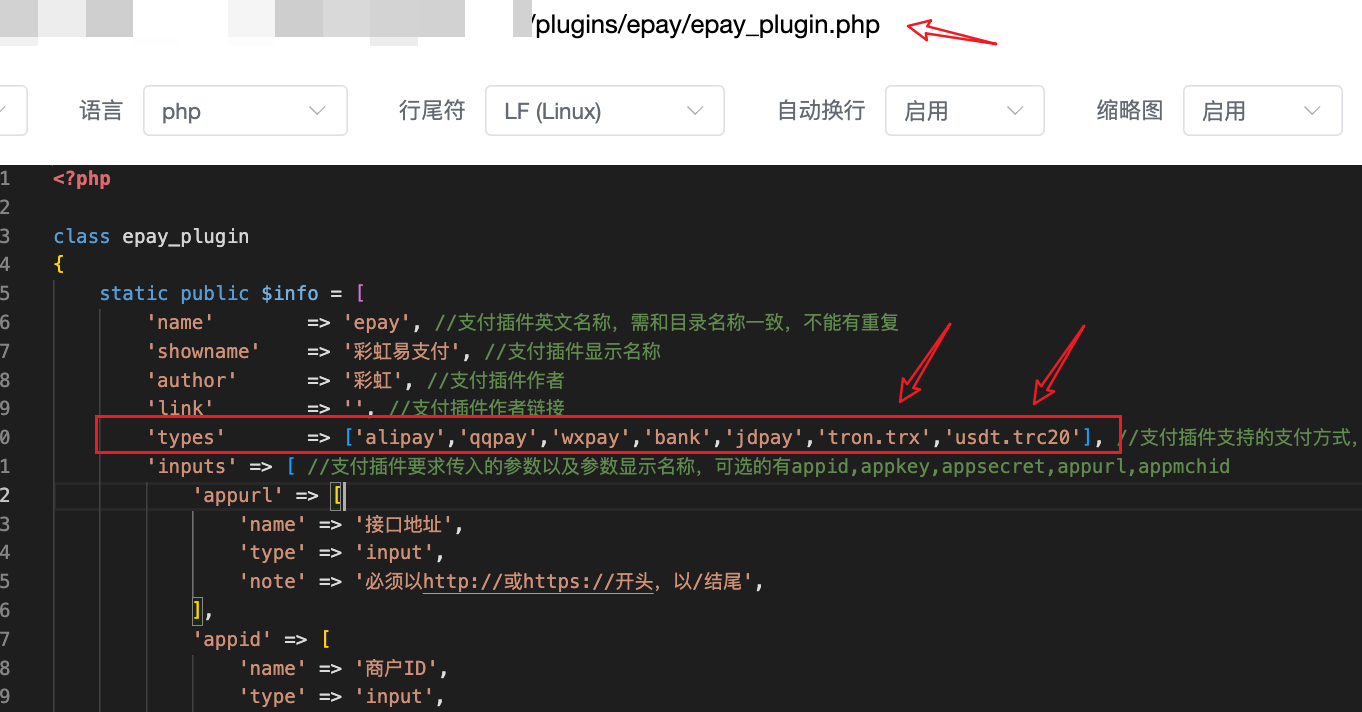 /plugins/epay/epay_plugin.php
语言 php 行尾符 LF (Linux) 自动换行 启用 缩略图 启用
1 <?php
2
3 class epay_plugin
4 {
5 static public $info = [
6 'name' => 'epay', //支付插件英文名称，需和目录名称一致，不能有重复
7 'showname' => '彩虹易支付', //支付插件显示名称
8 'author' => '彩虹', //支付插件作者
9 'link' => '', //支付插件作者链接
0 'types' => ['alipay','qqpay','wxpay','bank','jdpay','tron.trx','usdt.trc20'], //支付插件支持的支付方式，
1 'inputs' => [ //支付插件要求传入的参数以及参数显示名称，可选的有appid,appkey,appsecret,appurl,appmchid
2 'appurl' => [
3 'name' => '接口地址',
4 'type' => 'input',
5 'note' => '必须以http://或https://开头，以/结尾',
6 ],
7 'appid' => [
8 'name' => '商户ID',
9 'type' => 'input',